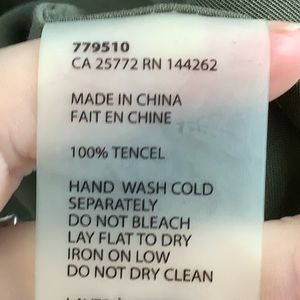 779510
CA 25772 RN 144262
MADE IN CHINA
FAIT EN CHINE
100% TENCEL
HAND WASH COLD
SEPARATELY
DO NOT BLEACH
LAY FLAT TO DRY
IRON ON LOW
DO NOT DRY CLEAN